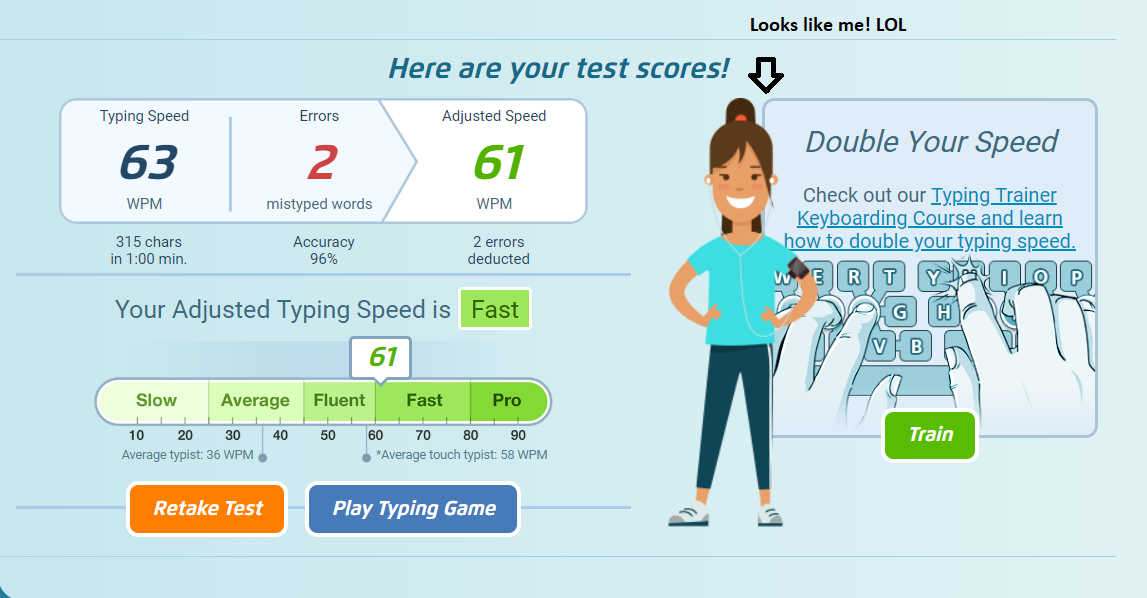 Looks like me! LOL
Here are your test scores!
Typing Speed
63
WPM
315 chars
in 1:00 min.
Errors
2
mistyped words
Accuracy
96%
Adjusted Speed
61
WPM
2 errors
deducted
Your Adjusted Typing Speed is Fast
61
Slow Average Fluent Fast Pro
10 20 30 40 50 60 70 80 90
Average typist: 36 WPM *Average touch typist: 58 WPM
Retake Test Play Typing Game
Double Your Speed
Check out our Typing Trainer
Keyboarding Course and learn
how to double your typing speed.
W E R T Y I O P
G H
V B
Train